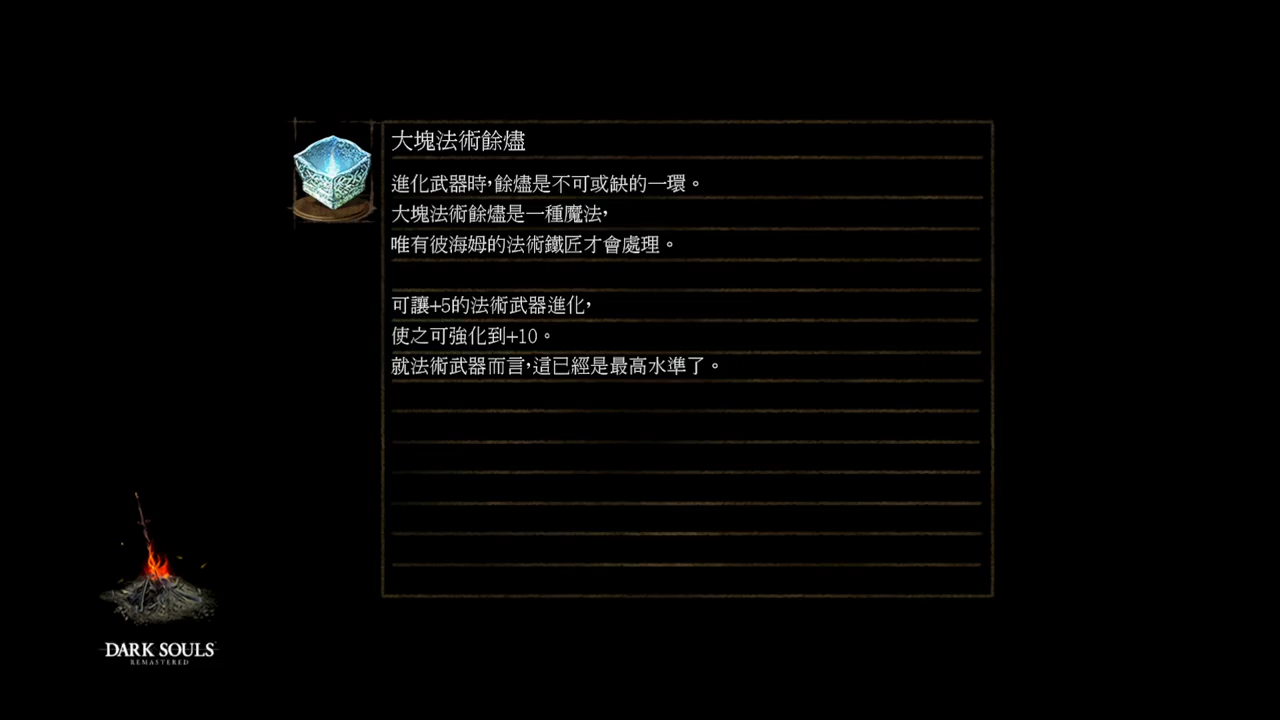 大塊法術餘燼
進化武器時,餘燼是不可或缺的一環。
大塊法術餘燼是一種魔法,
唯有彼海姆的法術鐵匠才會處理。
可讓+5的法術武器進化,
使之可強化到+10。
就法術武器而言,這已經是最高水準了。
DARK SOULS
REMASTERED